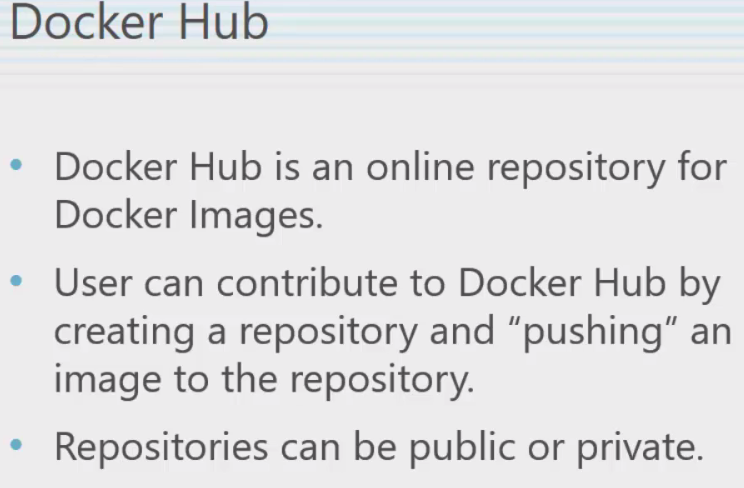 Docker Hub
• Docker Hub is an online repository for
Docker Images.
• User can contribute to Docker Hub by
creating a repository and “pushing” an
image to the repository.
• Repositories can be public or private.